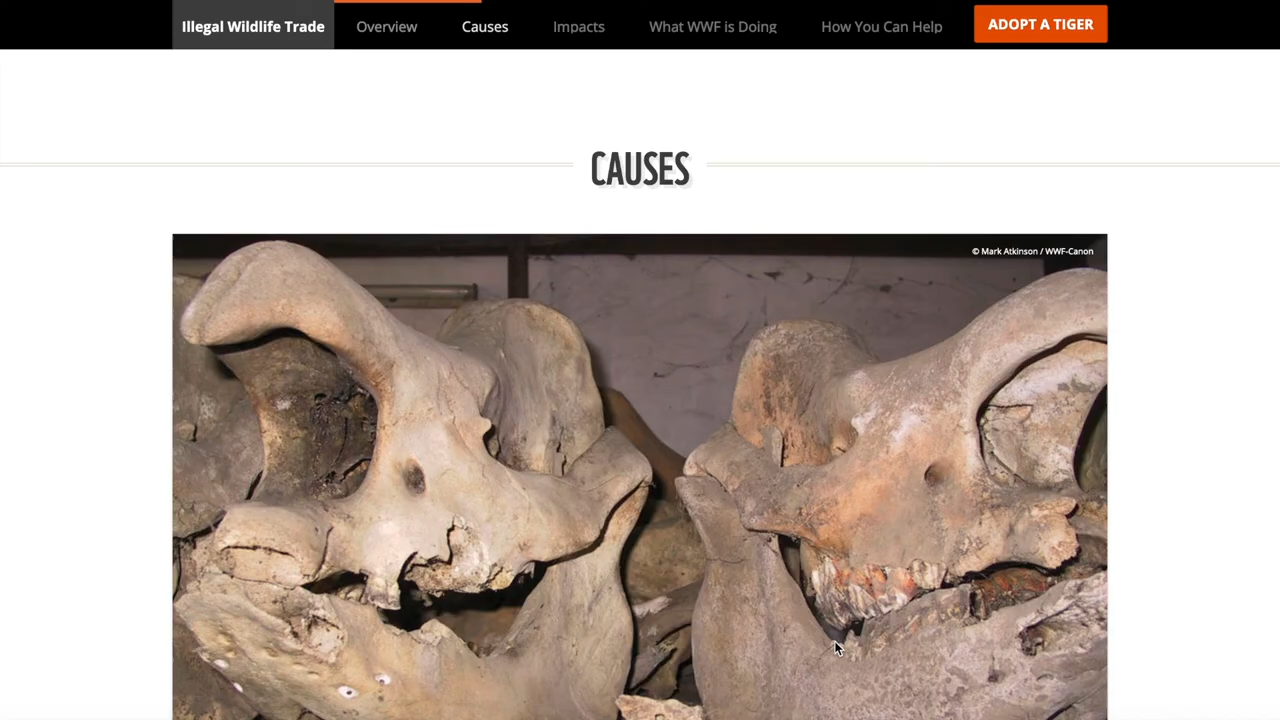 Illegal Wildlife Trade
Overview
Causes
Impacts
What WWF is Doing
How You Can Help
ADOPT A TIGER
CAUSES
© Mark Atkinson / WWF-Canon